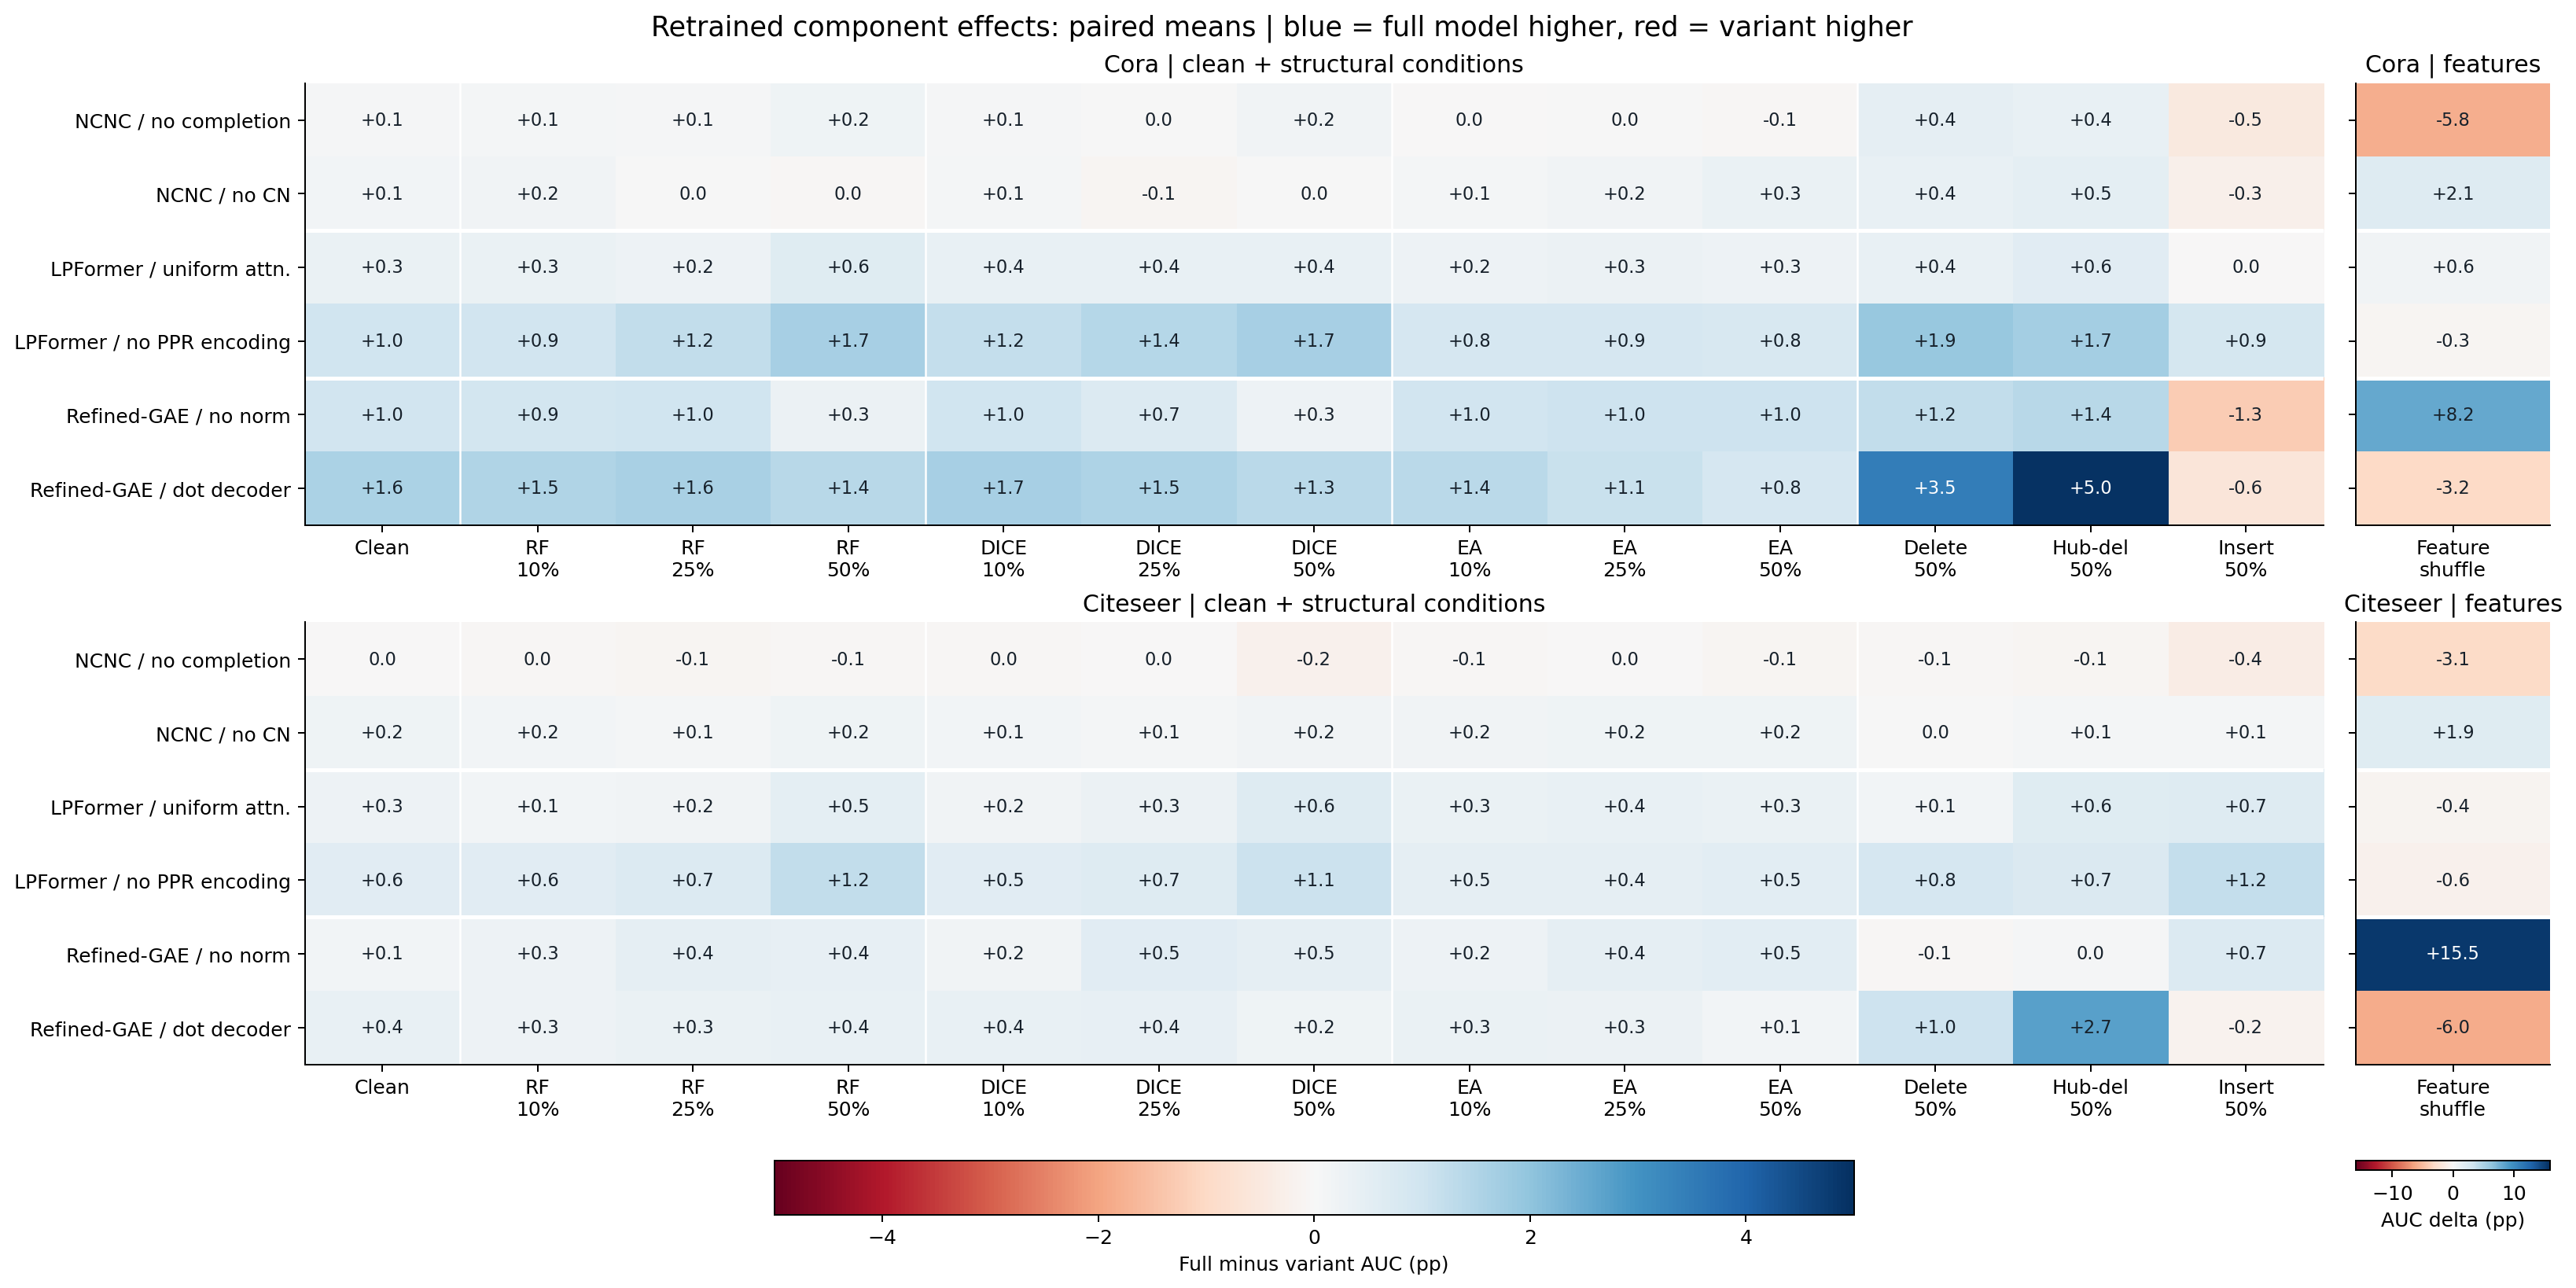 Retrained component effects: paired means | blue = full model higher, red = variant higher
Cora | clean + structural conditions
Cora | features
NCNC / no completion +0.1 +0.1 +0.1 +0.2 +0.1 0.0 +0.2 0.0 0.0 -0.1 +0.4 +0.4 -0.5 -5.8
NCNC / no CN +0.1 +0.2 0.0 0.0 +0.1 -0.1 0.0 +0.1 +0.2 +0.3 +0.4 +0.5 -0.3 +2.1
LPFormer / uniform attn. +0.3 +0.3 +0.2 +0.6 +0.4 +0.4 +0.4 +0.2 +0.3 +0.3 +0.4 +0.6 0.0 +0.6
LPFormer / no PPR encoding +1.0 +0.9 +1.2 +1.7 +1.2 +1.4 +1.7 +0.8 +0.9 +0.8 +1.9 +1.7 +0.9 -0.3
Refined-GAE / no norm +1.0 +0.9 +1.0 +0.3 +1.0 +0.7 +0.3 +1.0 +1.0 +1.0 +1.2 +1.4 -1.3 +8.2
Refined-GAE / dot decoder +1.6 +1.5 +1.6 +1.4 +1.7 +1.5 +1.3 +1.4 +1.1 +0.8 +3.5 +5.0 -0.6 -3.2
Clean RF RF RF DICE DICE DICE EA EA EA Delete Hub-del Insert Feature
10% 25% 50% 10% 25% 50% 10% 25% 50% 50% 50% 50% shuffle
Citeseer | clean + structural conditions
Citeseer | features
NCNC / no completion 0.0 0.0 -0.1 -0.1 0.0 0.0 -0.2 -0.1 0.0 -0.1 -0.1 -0.1 -0.4 -3.1
NCNC / no CN +0.2 +0.2 +0.1 +0.2 +0.1 +0.1 +0.2 +0.2 +0.2 +0.2 0.0 +0.1 +0.1 +1.9
LPFormer / uniform attn. +0.3 +0.1 +0.2 +0.5 +0.2 +0.3 +0.6 +0.3 +0.4 +0.3 +0.1 +0.6 +0.7 -0.4
LPFormer / no PPR encoding +0.6 +0.6 +0.7 +1.2 +0.5 +0.7 +1.1 +0.5 +0.4 +0.5 +0.8 +0.7 +1.2 -0.6
Refined-GAE / no norm +0.1 +0.3 +0.4 +0.4 +0.2 +0.5 +0.5 +0.2 +0.4 +0.5 -0.1 0.0 +0.7 +15.5
Refined-GAE / dot decoder +0.4 +0.3 +0.3 +0.4 +0.4 +0.4 +0.2 +0.3 +0.3 +0.1 +1.0 +2.7 -0.2 -6.0
Clean RF RF RF DICE DICE DICE EA EA EA Delete Hub-del Insert Feature
10% 25% 50% 10% 25% 50% 10% 25% 50% 50% 50% 50% shuffle
−4 −2 0 2 4
Full minus variant AUC (pp)
−10 0 10
AUC delta (pp)